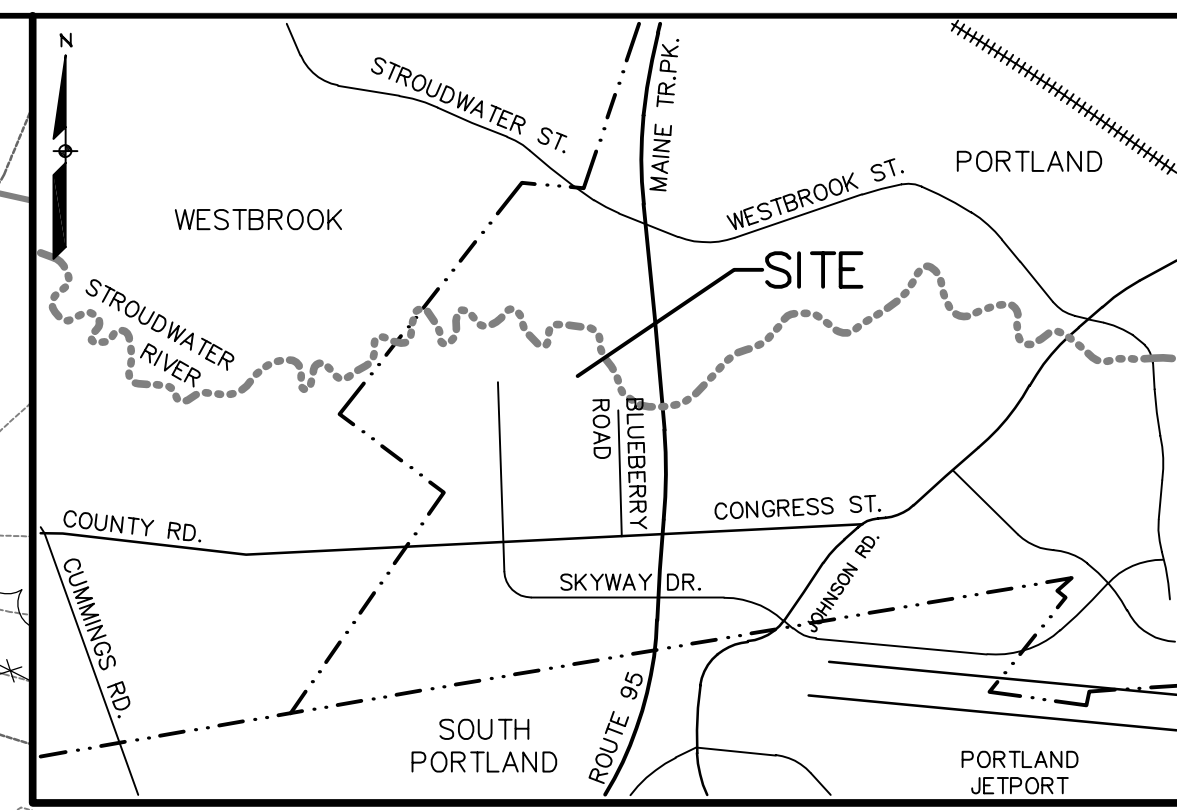 N
STROUDWATER ST.
MAINE TR.PK.
WESTBROOK ST.
PORTLAND
WESTBROOK
SITE
STROUDWATER
RIVER
BLUEBERRY
ROAD
COUNTY RD.
CONGRESS ST.
CUMMINGS RD.
SKYWAY DR.
JOHNSON RD.
ROUTE 95
SOUTH
PORTLAND
PORTLAND
JETPORT